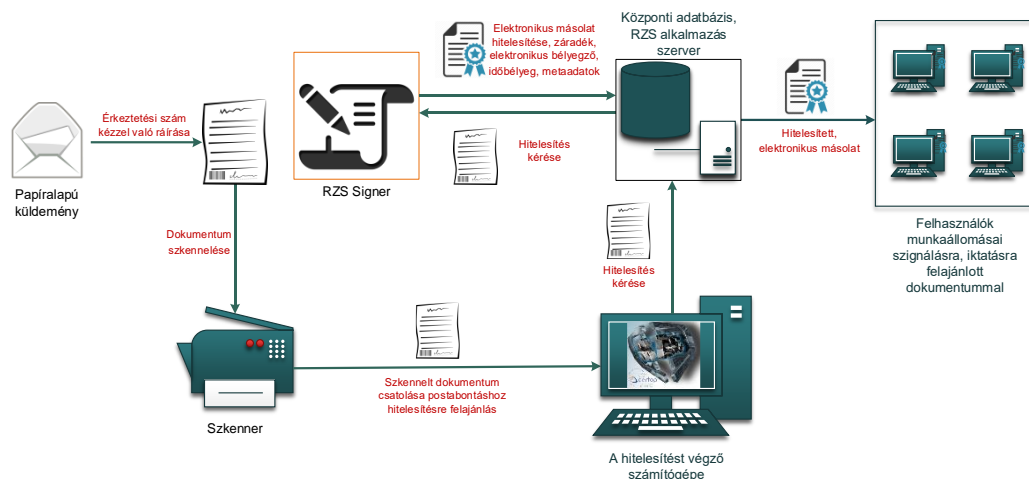 Elektronikus másolat
hitelesítése, záradék,
elektronikus bélyegző,
időbélyeg, metaadatok
Központi adatbázis,
RZS alkalmazás
szerver
Érkeztetési szám
kézzel való ráírása
Hitelesítés
kérése
Hitelesített,
elektronikus másolat
Papíralapú
küldemény
RZS Signer
Dokumentum
szkennelése
Hitelesítés
kérése
Felhasználók
munkaállomásai
szignálásra, iktatásra
felajánlott
dokumentummal
Szkennelt dokumentum
csatolása postabontáshoz
hitelesítésre felajánlás
certop
Szkenner
A hitelesítést végző
számítógépe